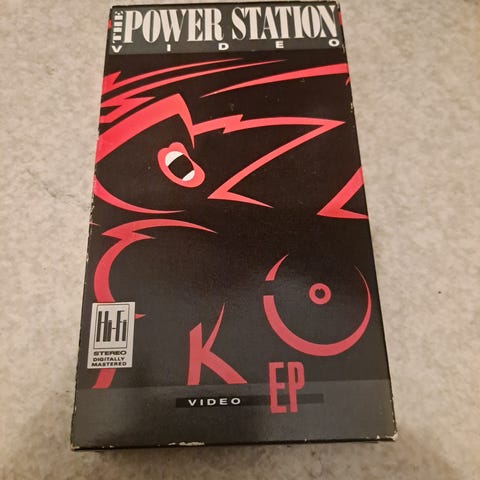 THE POWER STATION
VIDEO
Hi-Fi
STEREO
DIGITALLY
MASTERED
VIDEO EP